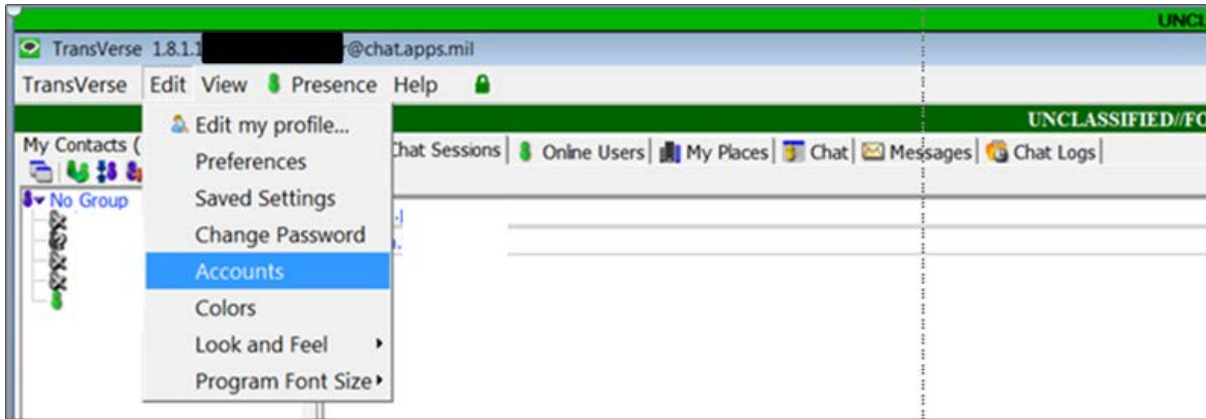 UNCL
TransVerse 1.8.1.1 r@chat.apps.mil
TransVerse Edit View Presence Help
UNCLASSIFIED//FO
Edit my profile...
My Contacts ( Chat Sessions Online Users My Places Chat Messages Chat Logs
Preferences
No Group Saved Settings
Change Password
Accounts
Colors
Look and Feel
Program Font Size